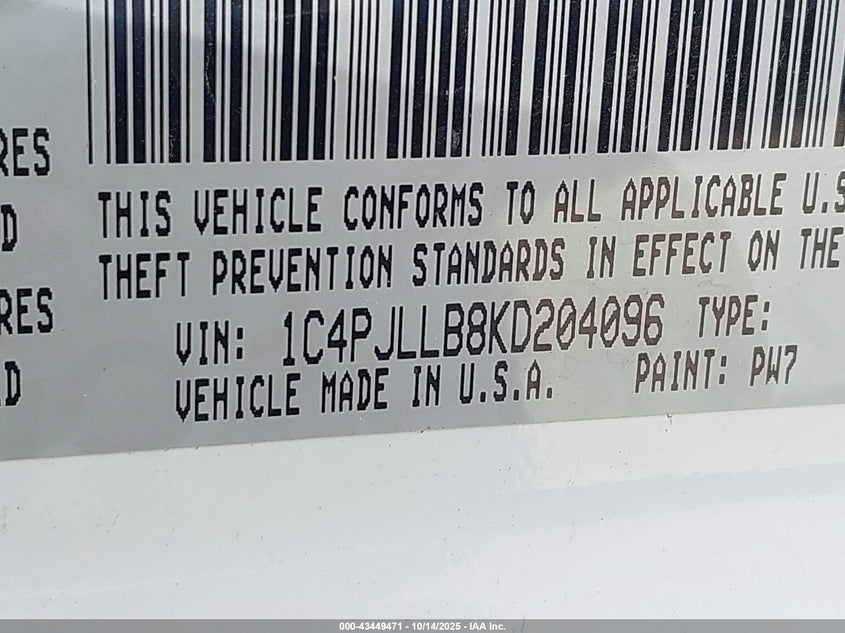 RES
D
RES
D
THIS VEHICLE CONFORMS TO ALL APPLICABLE U.S
THEFT PREVENTION STANDARDS IN EFFECT ON THE
VIN: 1C4PJLLB8KD204096 TYPE:
VEHICLE MADE IN U.S.A. PAINT: PW7
000-43449471 - 10/14/2025 - IAA Inc.